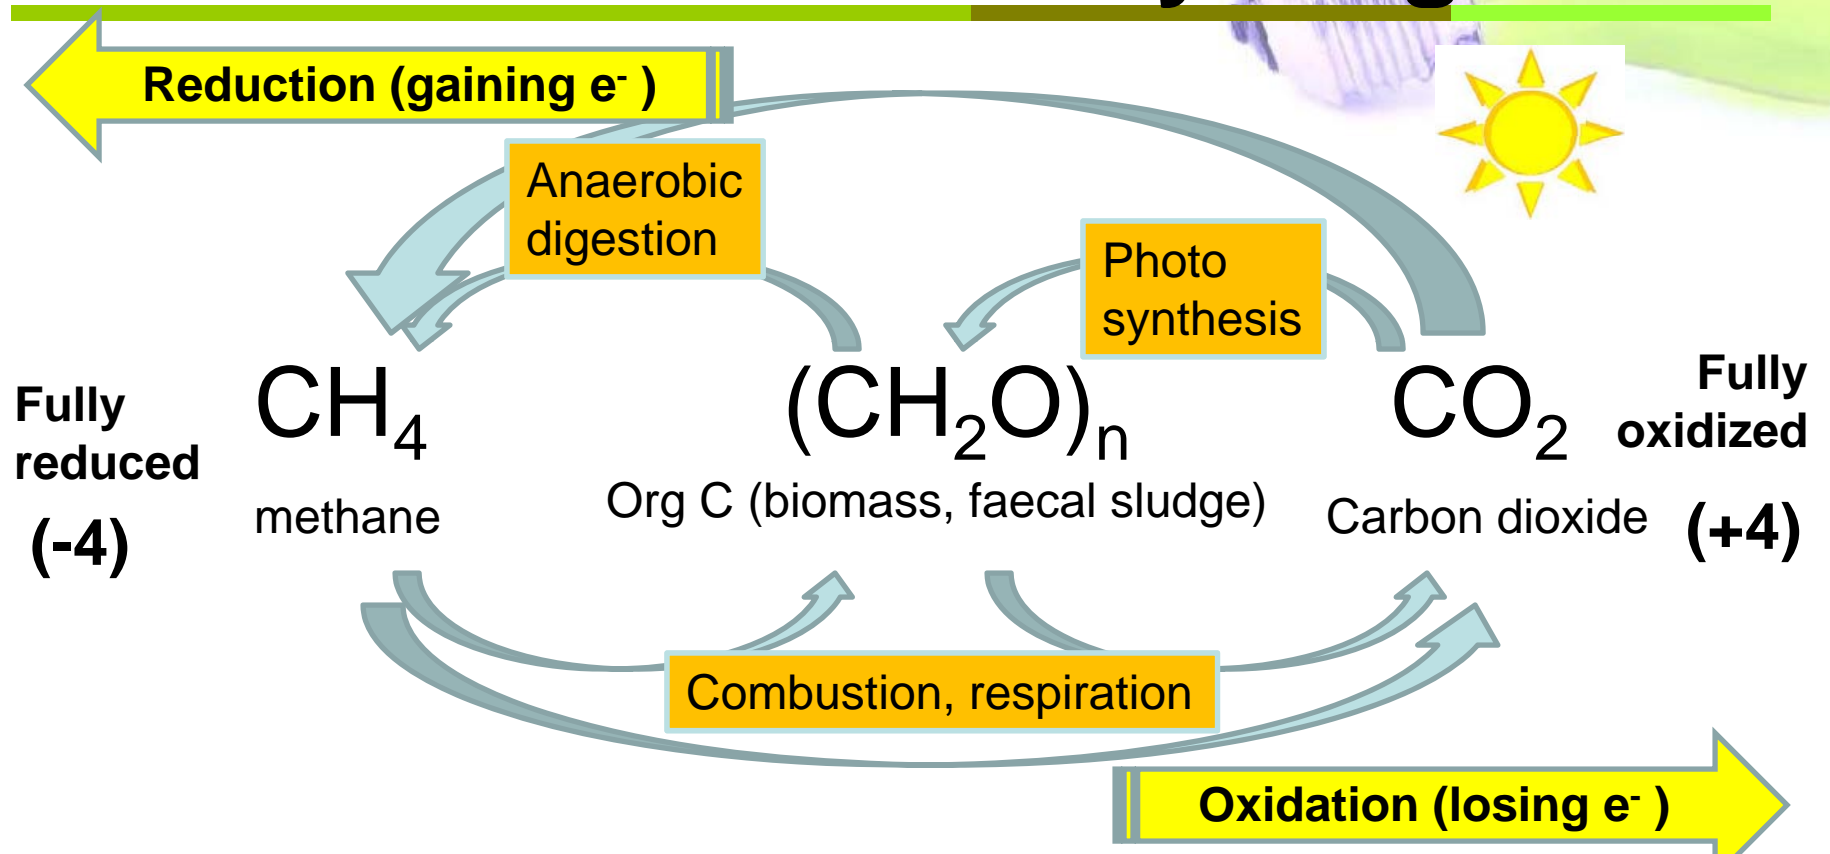 Reduction (gaining e⁻ )
Anaerobic
digestion
Photo
synthesis
Fully
reduced
(-4)
CH₄
methane
(CH₂O)ₙ
Org C (biomass, faecal sludge)
CO₂
Carbon dioxide
Fully
oxidized
(+4)
Combustion, respiration
Oxidation (losing e⁻ )